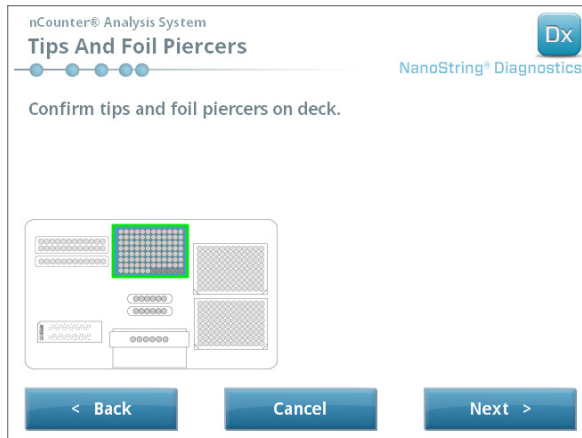 nCounter® Analysis System
Tips And Foil Piercers
Dx
NanoString® Diagnostics
Confirm tips and foil piercers on deck.
< Back
Cancel
Next >